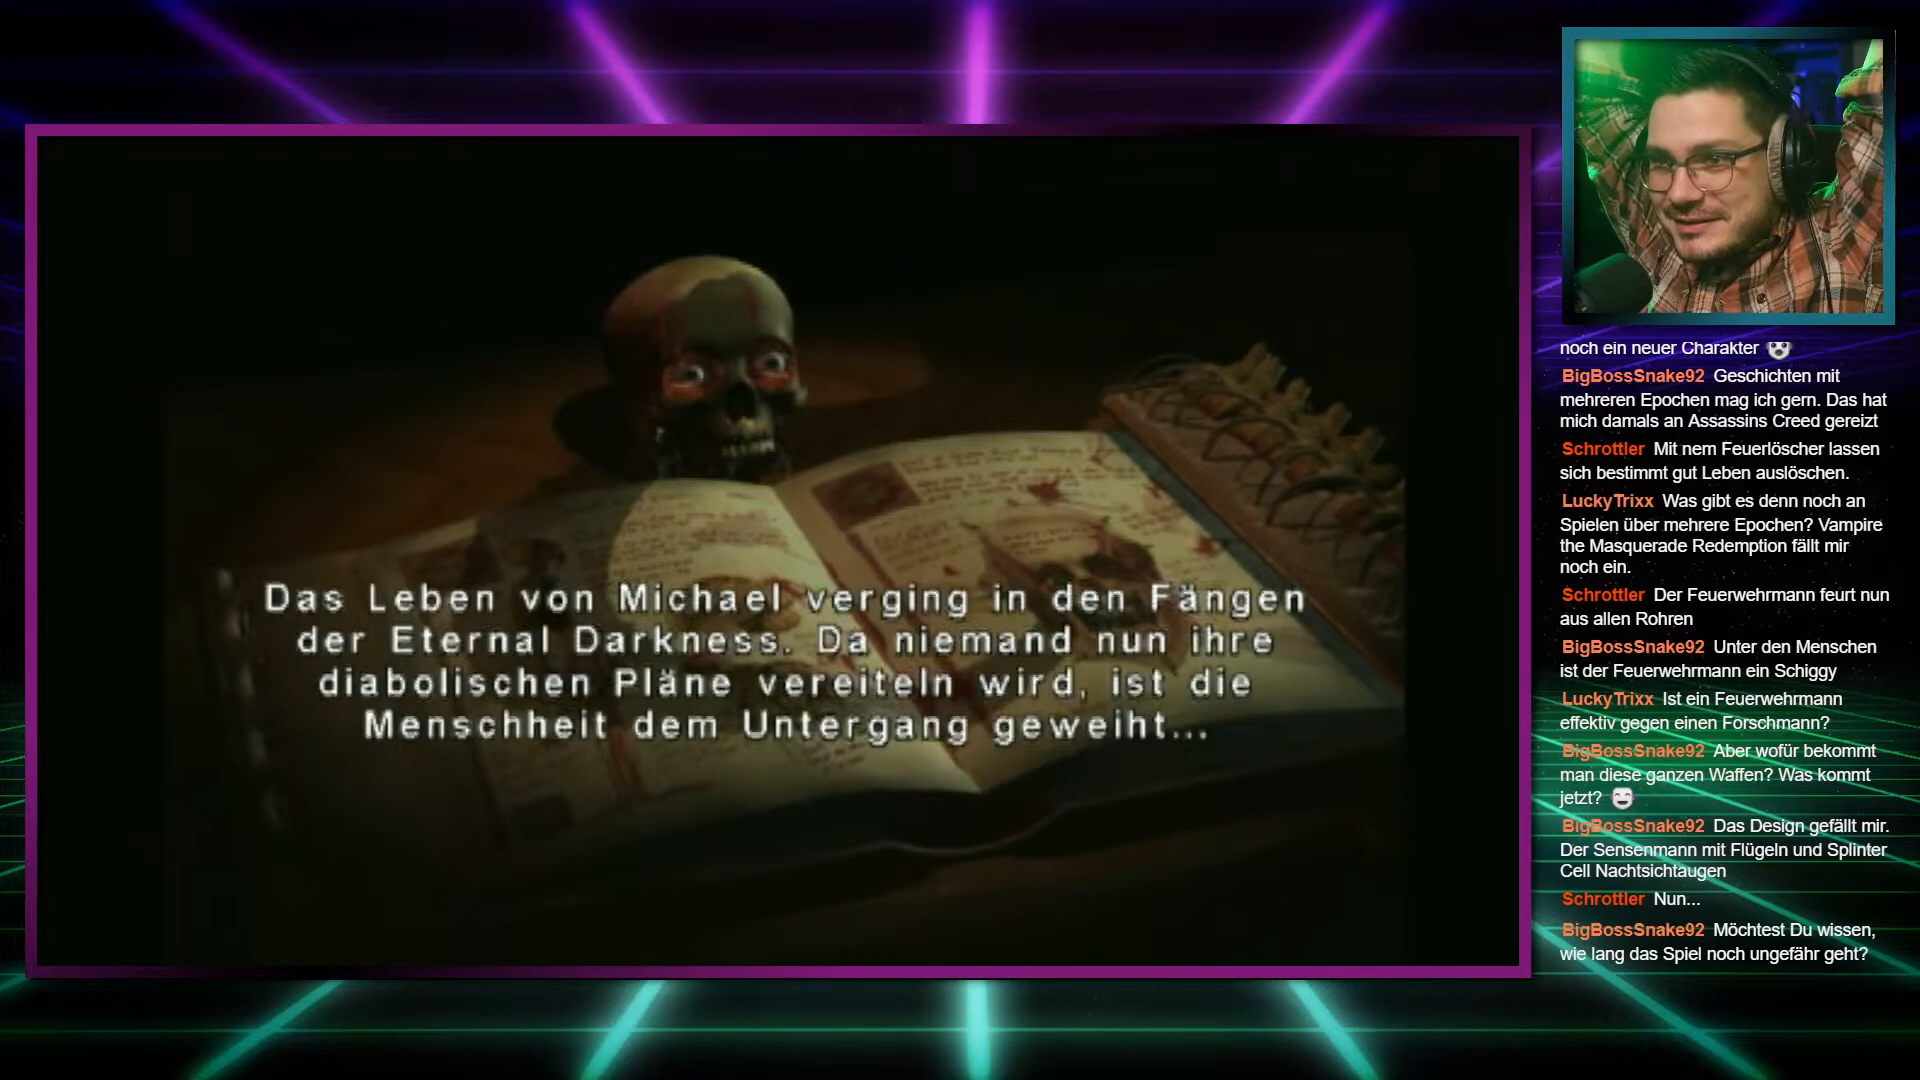 Das Leben von Michael verging in den Fängen
der Eternal Darkness. Da niemand nun ihre
diabolischen Pläne vereiteln wird, ist die
Menschheit dem Untergang geweiht...
noch ein neuer Charakter
BigBossSnake92 Geschichten mit
mehreren Epochen mag ich gern. Das hat
mich damals an Assassins Creed gereizt
Schrottler Mit nem Feuerlöscher lassen
sich bestimmt gut Leben auslöschen.
LuckyTrixx Was gibt es denn noch an
Spielen über mehrere Epochen? Vampire
the Masquerade Redemption fällt mir
noch ein.
Schrottler Der Feuerwehrmann feurt nun
aus allen Rohren
BigBossSnake92 Unter den Menschen
ist der Feuerwehrmann ein Schiggy
LuckyTrixx Ist ein Feuerwehrmann
effektiv gegen einen Forschmann?
BigBossSnake92 Aber wofür bekommt
man diese ganzen Waffen? Was kommt
jetzt?
BigBossSnake92 Das Design gefällt mir.
Der Sensenmann mit Flügeln und Splinter
Cell Nachtsichtaugen
Schrottler Nun...
BigBossSnake92 Möchtest Du wissen,
wie lang das Spiel noch ungefähr geht?